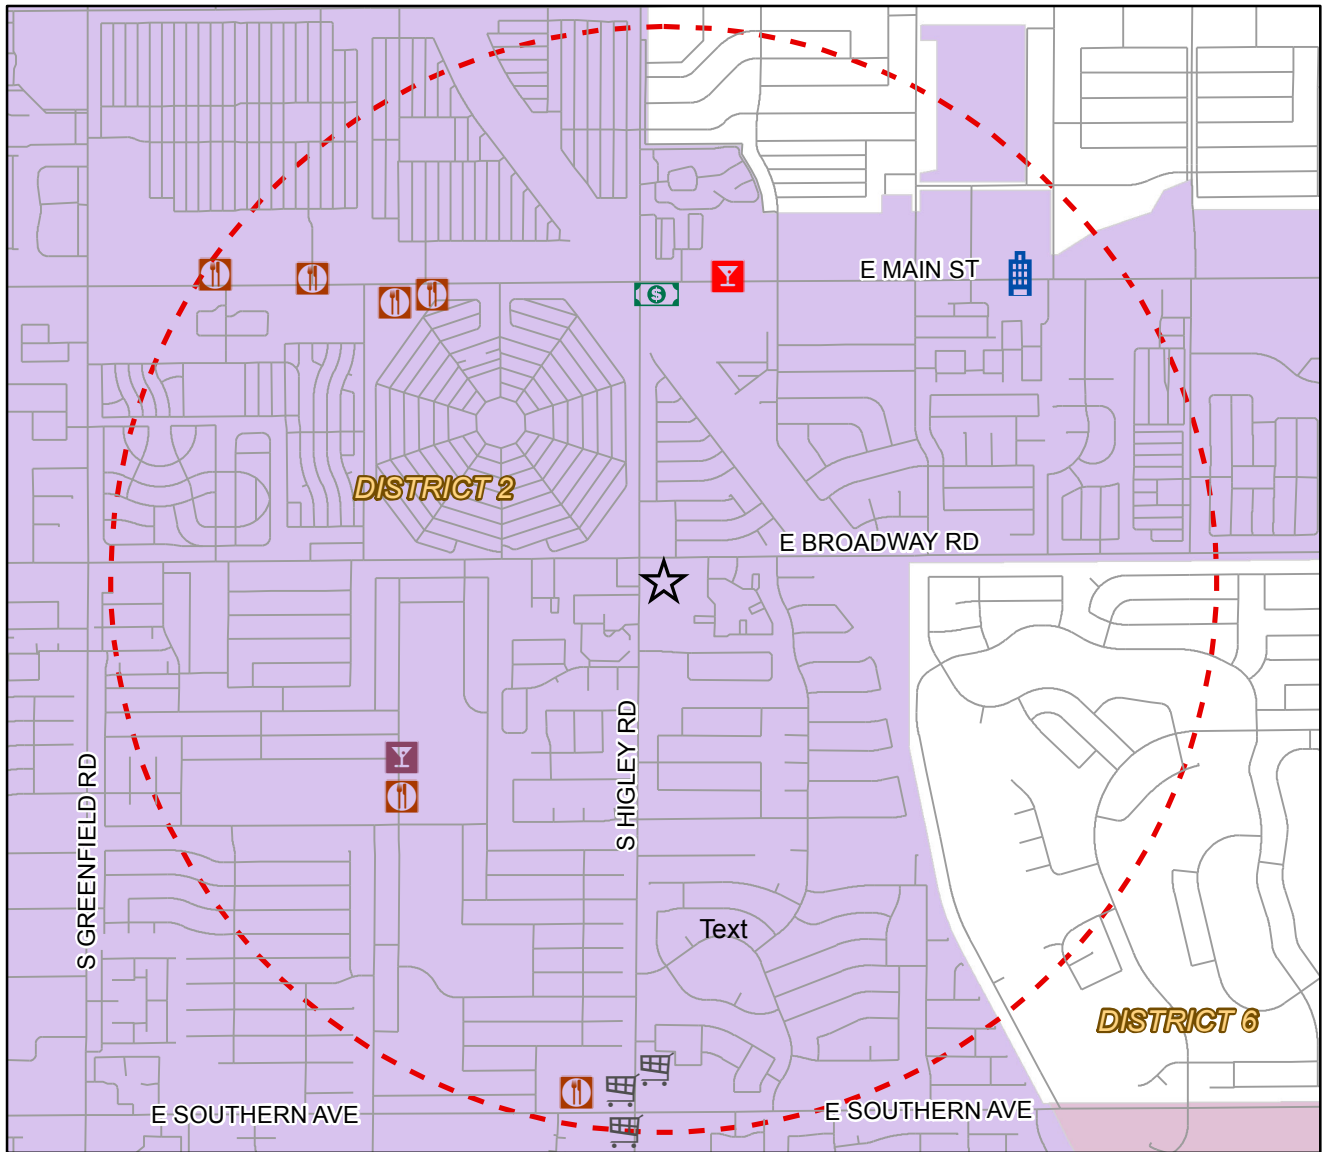 E MAIN ST
$
DISTRICT 2
E BROADWAY RD
S HIGLEY RD
S GREENFIELD RD
Text
DISTRICT 6
E SOUTHERN AVE
E SOUTHERN AVE